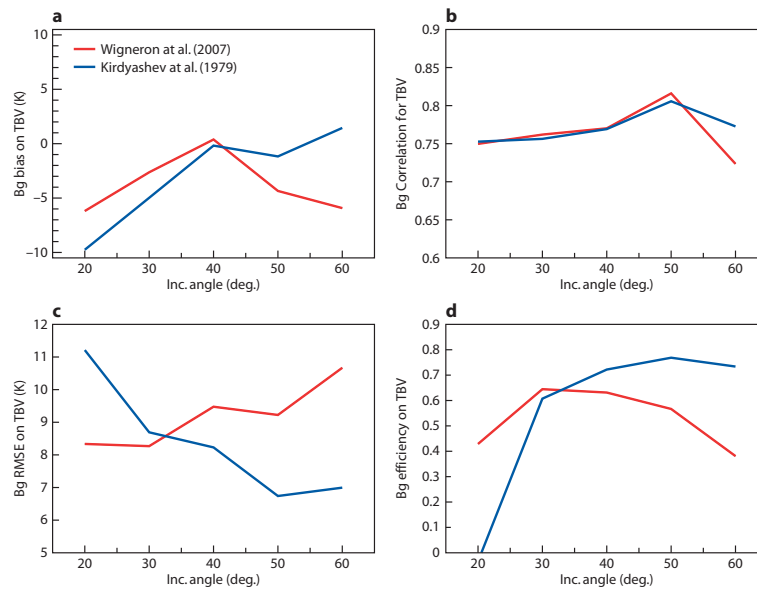 a
10
5
0
−5
−10
Bg bias on TBV (K)
Wigneron at al. (2007)
Kirdyashev at al. (1979)
20 30 40 50 60
Inc. angle (deg.)
b
0.9
0.85
0.8
0.75
0.7
0.65
0.6
Bg Correlation for TBV
20 30 40 50 60
Inc. angle (deg.)
c
12
11
10
9
8
7
6
5
Bg RMSE on TBV (K)
20 30 40 50 60
Inc. angle (deg.)
d
0.9
0.8
0.7
0.6
0.5
0.4
0.3
0.2
0.1
0
Bg efficiency on TBV
20 30 40 50 60
Inc. angle (deg.)